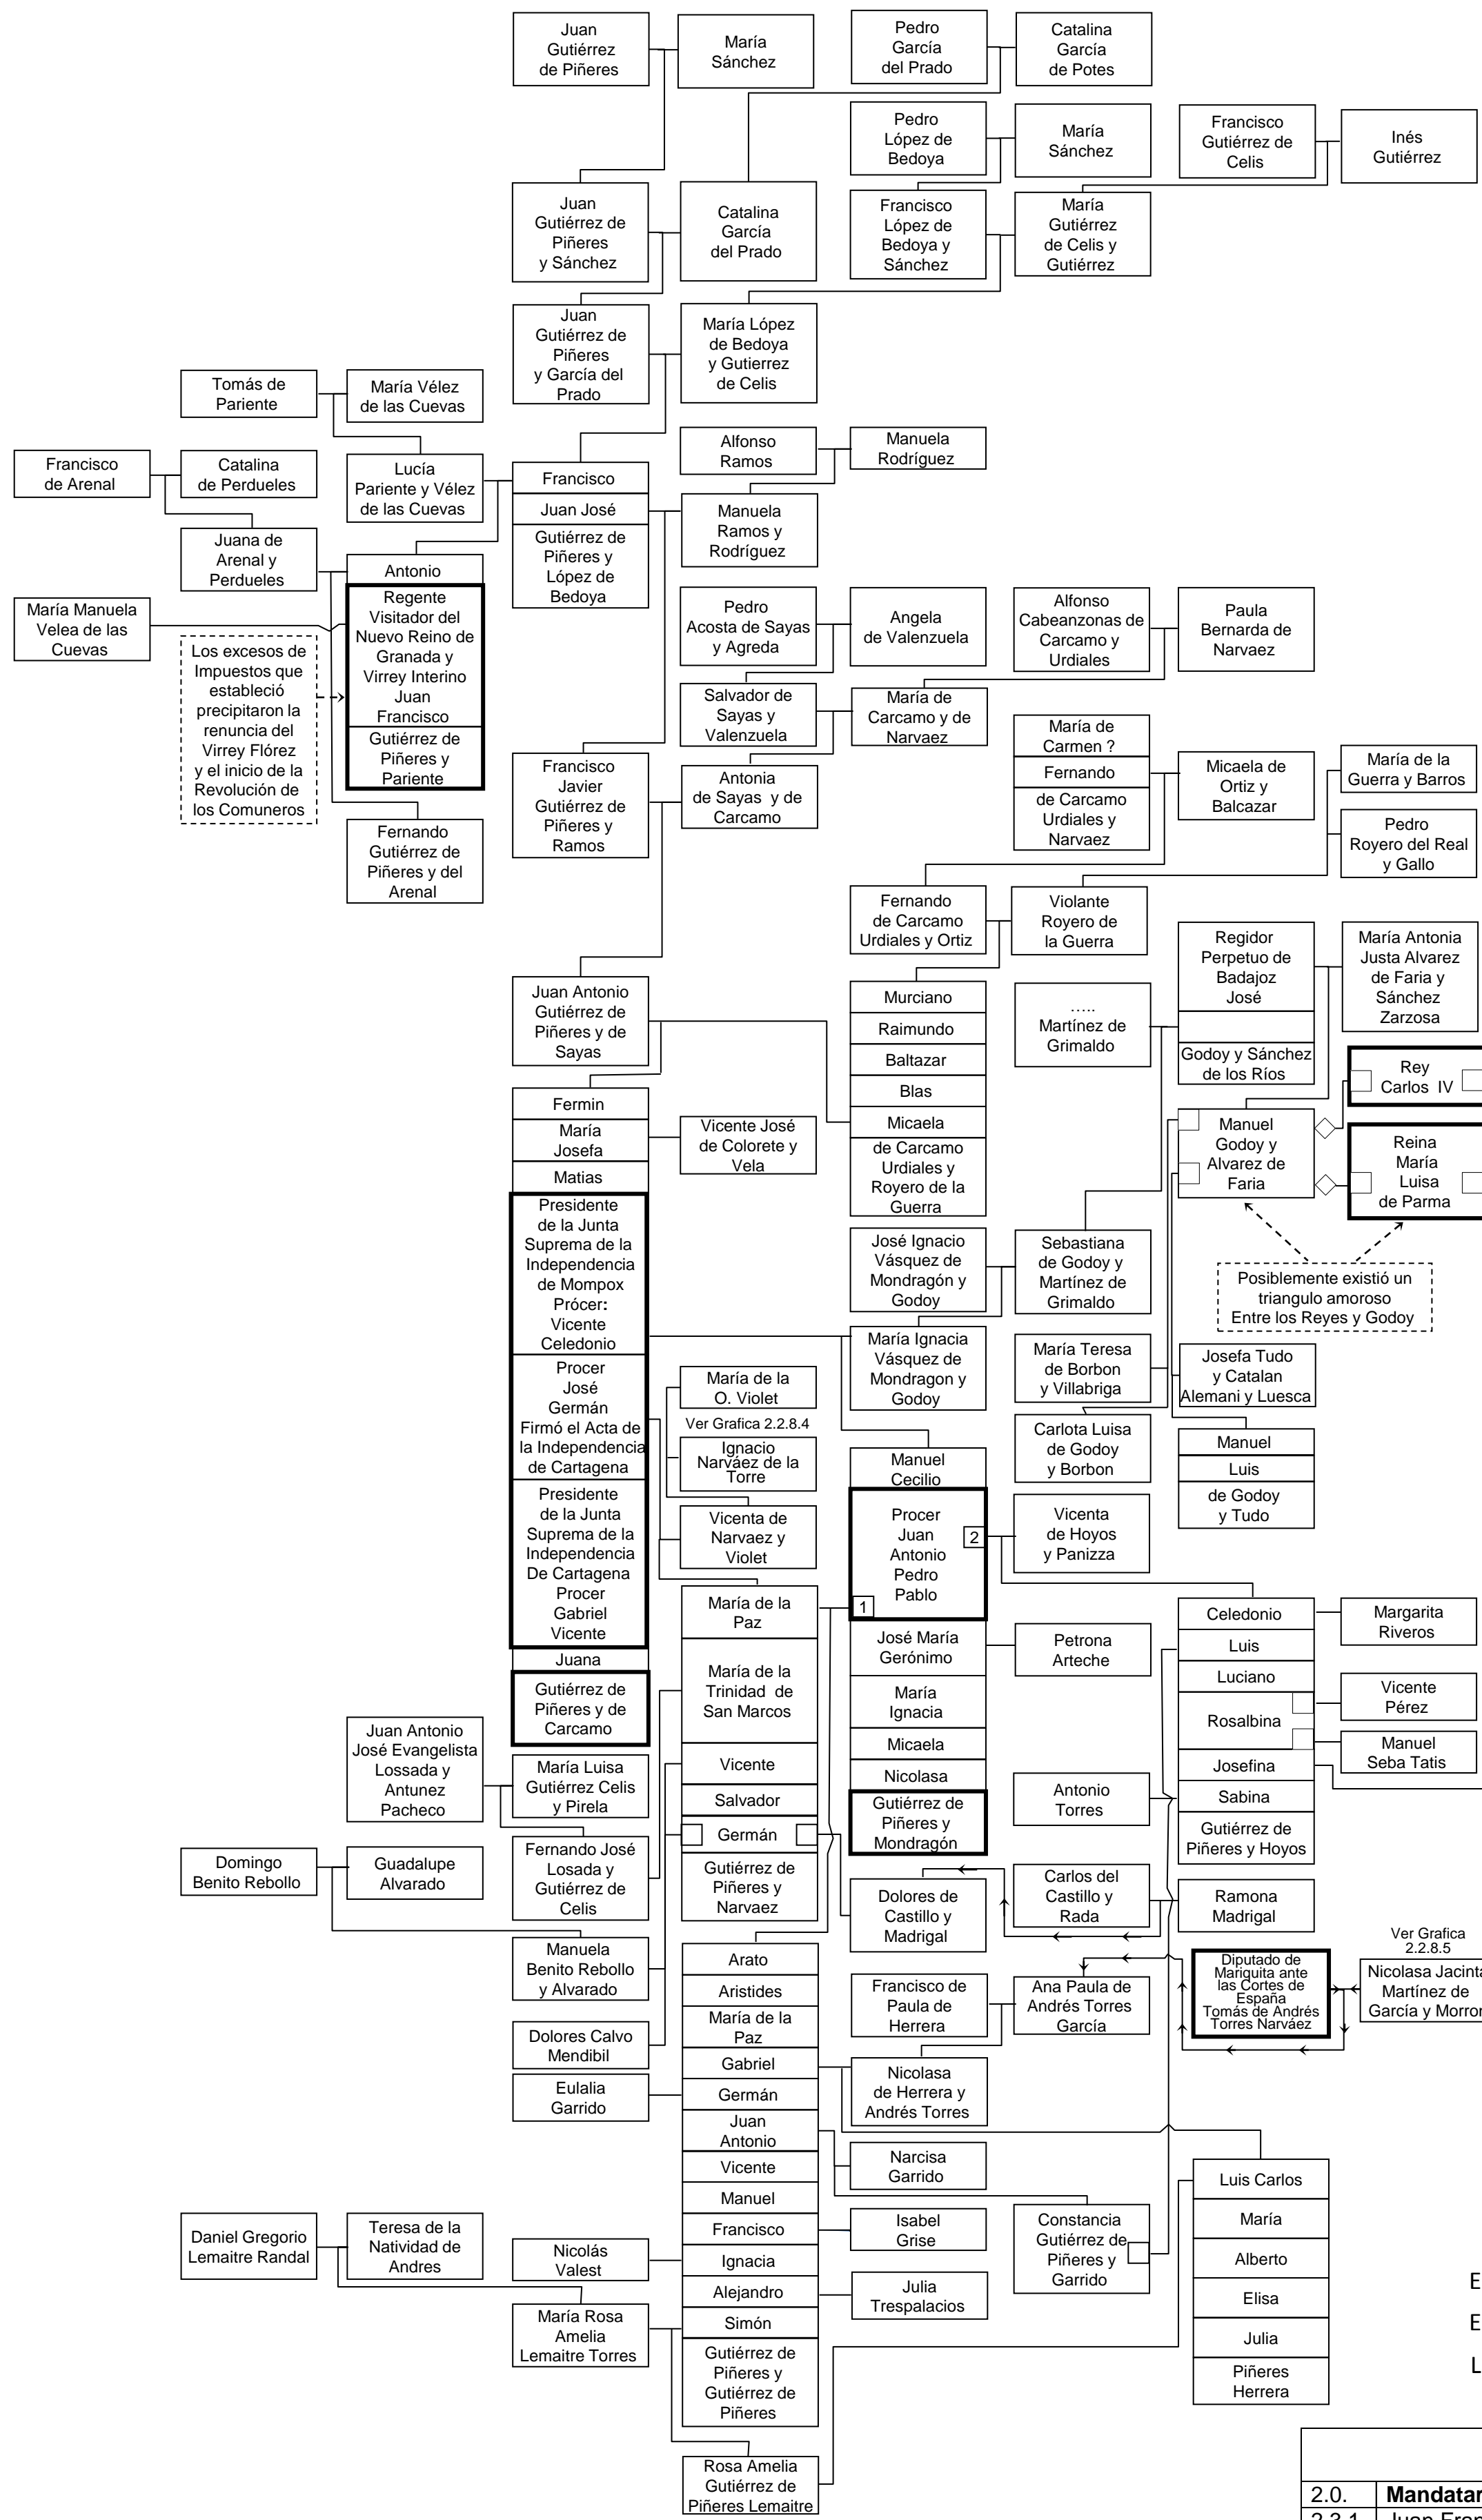 Juan
Gutiérrez
de Piñeres
María
Sánchez
Pedro
García
del Prado
Catalina
García
de Potes
Pedro
López de
Bedoya
María
Sánchez
Francisco
Gutiérrez de
Celis
Inés
Gutiérrez
Juan
Gutiérrez de
Piñeres
y Sánchez
Catalina
García
del Prado
Francisco
López de
Bedoya y
Sánchez
María
Gutiérrez
de Celis y
Gutiérrez
Juan
Gutiérrez de
Piñeres
y García del
Prado
María López
de Bedoya
y Gutierrez
de Celis
Tomás de
Pariente
María Vélez
de las Cuevas
Francisco
de Arenal
Catalina
de Perdueles
Lucía
Pariente y Vélez
de las Cuevas
Francisco
Juan José
Gutiérrez de
Piñeres y
López de
Bedoya
Alfonso
Ramos
Manuela
Rodríguez
Manuela
Ramos y
Rodríguez
Juana de
Arenal y
Perdueles
Antonio
Regente
Visitador del
Nuevo Reino de
Granada y
Virrey Interino
Juan
Francisco
Gutiérrez de
Piñeres y
Pariente
María Manuela
Velea de las
Cuevas
Los excesos de
Impuestos que
estableció
precipitaron la
renuncia del
Virrey Flórez
y el inicio de la
Revolución de
los Comuneros
Fernando
Gutiérrez de
Piñeres y del
Arenal
Pedro
Acosta de Sayas
y Agreda
Angela
de Valenzuela
Alfonso
Cabeanzonas de
Carcamo y
Urdiales
Paula
Bernarda de
Narvaez
Salvador de
Sayas y
Valenzuela
María de
Carcamo y de
Narvaez
Francisco
Javier
Gutiérrez de
Piñeres y
Ramos
Antonia
de Sayas y de
Carcamo
María de
Carmen ?
Fernando
de Carcamo
Urdiales y
Narvaez
Micaela de
Ortiz y
Balcazar
María de la
Guerra y Barros
Pedro
Royero del Real
y Gallo
Fernando
de Carcamo
Urdiales y Ortiz
Violante
Royero de
la Guerra
Juan Antonio
Gutiérrez de
Piñeres y de
Sayas
Murciano
Raimundo
Baltazar
Blas
Micaela
de Carcamo
Urdiales y
Royero de la
Guerra
.....
Martínez de
Grimaldo
Regidor
Perpetuo de
Badajoz
José
Godoy y Sánchez
de los Ríos
María Antonia
Justa Alvarez
de Faria y
Sánchez
Zarzosa
Rey
Carlos IV
Manuel
Godoy y
Alvarez de
Faria
Reina
María
Luisa
de Parma
Posiblemente existió un
triangulo amoroso
Entre los Reyes y Godoy
Fermin
María
Josefa
Matias
Presidente
de la Junta
Suprema de la
Independencia
de Mompox
Prócer:
Vicente
Celedonio
Procer
José
Germán
Firmó el Acta de
la Independencia
de Cartagena
Presidente
de la Junta
Suprema de la
Independencia
De Cartagena
Procer
Gabriel
Vicente
Juana
Gutiérrez de
Piñeres y de
Carcamo
Vicente José
de Colorete y
Vela
José Ignacio
Vásquez de
Mondragón y
Godoy
Sebastiana
de Godoy y
Martínez de
Grimaldo
María Ignacia
Vásquez de
Mondragon y
Godoy
María Teresa
de Borbon
y Villabriga
Josefa Tudo
y Catalan
Alemani y Luesca
Carlota Luisa
de Godoy
y Borbon
Manuel
Luis
de Godoy
y Tudo
María de la
O. Violet
Ver Grafica 2.2.8.4
Ignacio
Narváez de la
Torre
Vicenta de
Narvaez y
Violet
Manuel
Cecilio
Procer
Juan
Antonio
Pedro
Pablo
2
1
José María
Gerónimo
María
Ignacia
Micaela
Nicolasa
Gutiérrez de
Piñeres y
Mondragón
Vicenta
de Hoyos
y Panizza
Petrona
Arteche
María de la
Paz
María de la
Trinidad de
San Marcos
Vicente
Salvador
Germán
Gutiérrez de
Piñeres y
Narvaez
Celedonio
Luis
Luciano
Rosalbina
Josefina
Sabina
Gutiérrez de
Piñeres y Hoyos
Margarita
Riveros
Vicente
Pérez
Manuel
Seba Tatis
Antonio
Torres
Juan Antonio
José Evangelista
Lossada y
Antunez
Pacheco
María Luisa
Gutiérrez Celis
y Pirela
Fernando José
Losada y
Gutiérrez de
Celis
Domingo
Benito Rebollo
Guadalupe
Alvarado
Manuela
Benito Rebollo
y Alvarado
Dolores Calvo
Mendibil
Eulalia
Garrido
Dolores de
Castillo y
Madrigal
Carlos del
Castillo y
Rada
Ramona
Madrigal
Ver Grafica
2.2.8.5
Francisco de
Paula de
Herrera
Ana Paula de
Andrés Torres
García
Diputado de
Mariquita ante
las Cortes de
España
Tomás de Andrés
Torres Narváez
Nicolasa Jacinta
Martínez de
García y Morron
Nicolasa
de Herrera y
Andrés Torres
Arato
Aristides
María de la
Paz
Gabriel
Germán
Juan
Antonio
Vicente
Manuel
Francisco
Ignacia
Alejandro
Simón
Gutiérrez de
Piñeres y
Gutiérrez de
Piñeres
Narcisa
Garrido
Isabel
Grise
Julia
Trespalacios
Constancia
Gutiérrez de
Piñeres y
Garrido
Luis Carlos
María
Alberto
Elisa
Julia
Piñeres
Herrera
Daniel Gregorio
Lemaitre Randal
Teresa de la
Natividad de
Andres
Nicolás
Valest
María Rosa
Amelia
Lemaitre Torres
Rosa Amelia
Gutiérrez de
Piñeres Lemaitre
E
E
L
2.0.